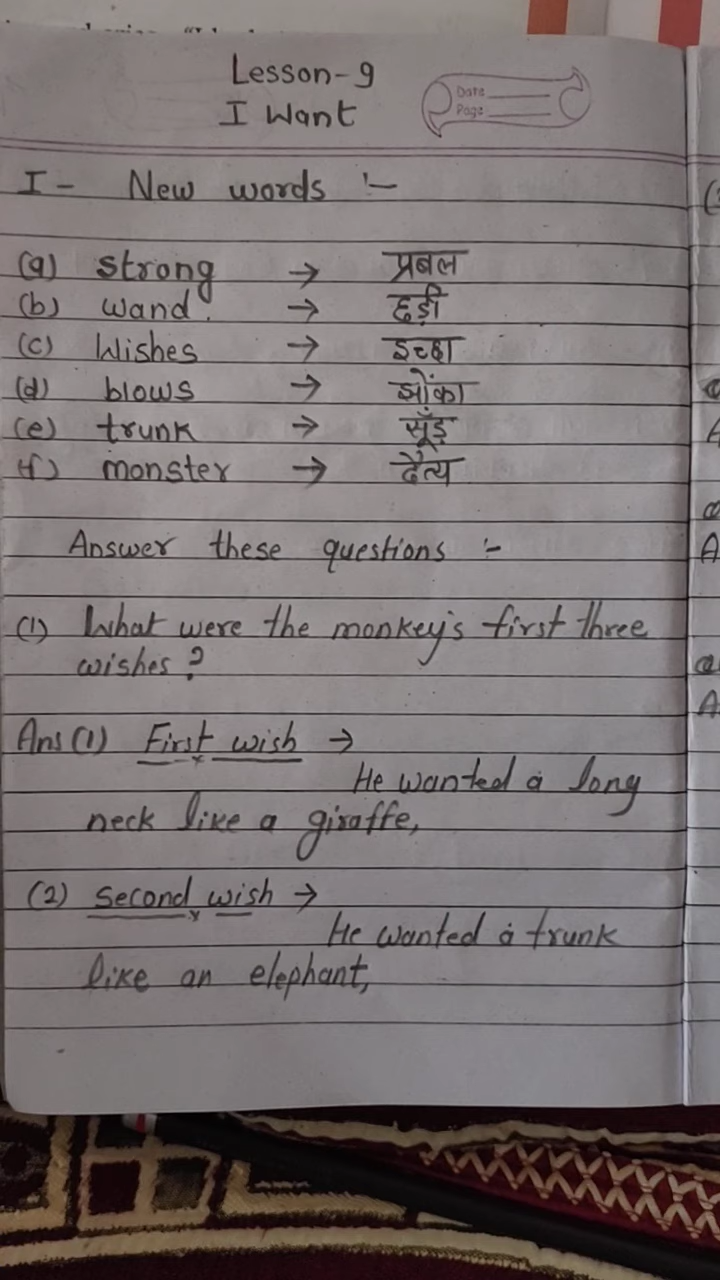 Lesson-9
I Want
Date
Page
I- New words :-
(a) strong → प्रबल
(b) wand. → छड़ी
(c) Wishes → इच्छा
(d) blows → झोंका
(e) trunk → सूँड़
(f) monster → दैत्य
Answer these questions :-
(1) What were the monkey's first three
wishes?
Ans (1) First wish →
He wanted a long
neck like a giraffe,
(2) second wish →
He wanted a trunk
like an elephant,